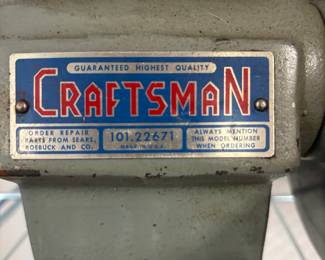 GUARANTEED HIGHEST QUALITY
CRAFTSMAN
ORDER REPAIR
PARTS FROM SEARS,
ROEBUCK AND CO.
101.22671
MADE IN U.S.A.
ALWAYS MENTION
THIS MODEL NUMBER
WHEN ORDERING